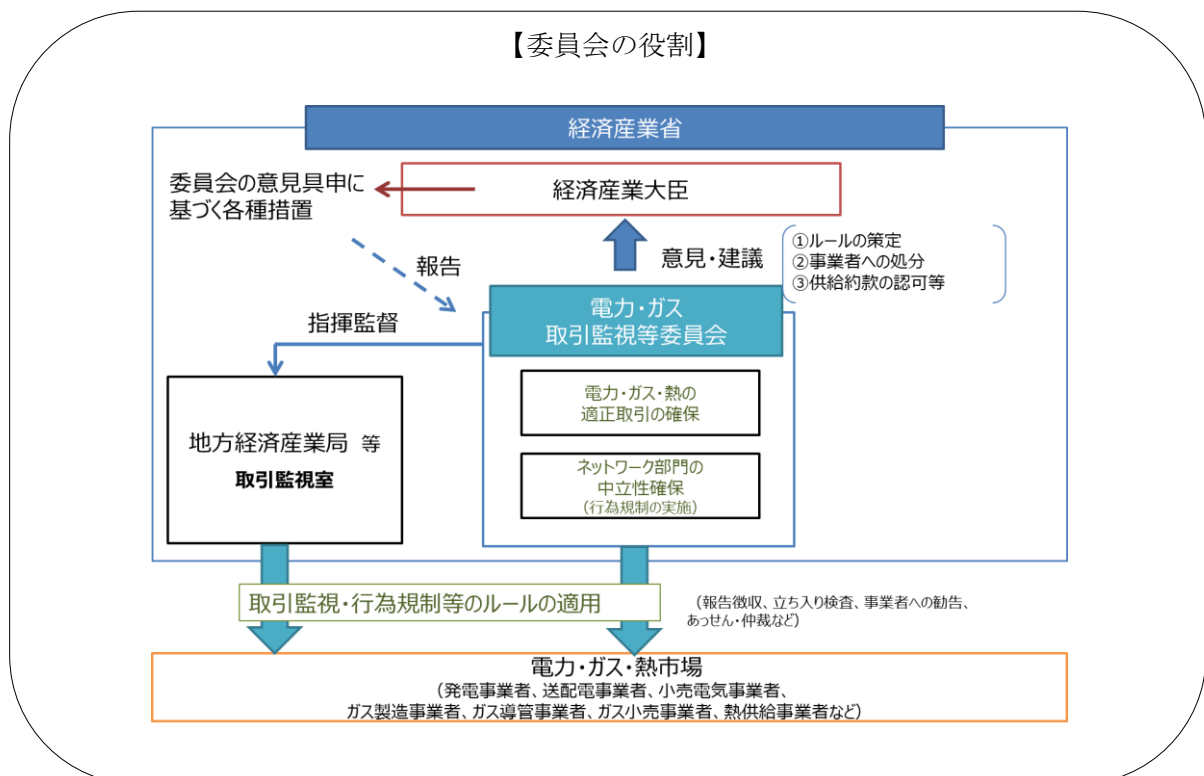 【委員会の役割】
経済産業省
経済産業大臣
委員会の意見具申に
基づく各種措置
報告
意見・建議
①ルールの策定
②事業者への処分
③供給約款の認可等
電力・ガス
取引監視等委員会
指揮監督
地方経済産業局 等
取引監視室
電力・ガス・熱の
適正取引の確保
ネットワーク部門の
中立性確保
(行為規制の実施)
取引監視・行為規制等のルールの適用
(報告徴収、立ち入り検査、事業者への勧告、
あっせん・仲裁など)
電力・ガス・熱市場
(発電事業者、送配電事業者、小売電気事業者、
ガス製造事業者、ガス導管事業者、ガス小売事業者、熱供給事業者など)